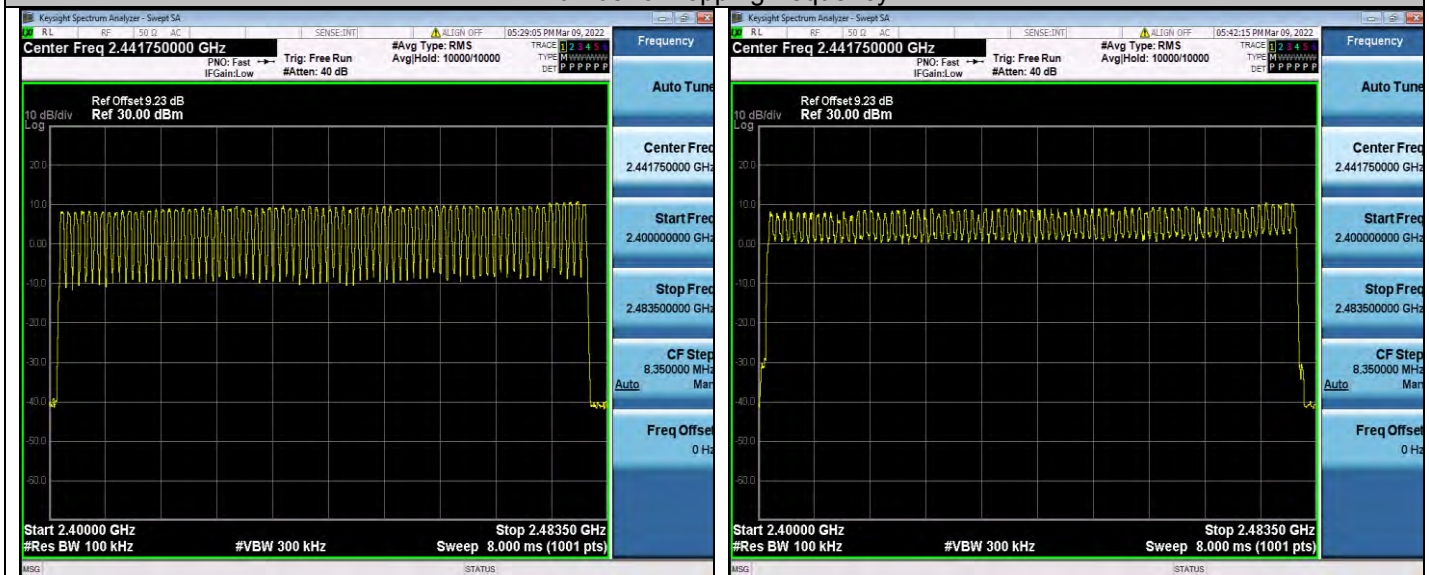 Keysight Spectrum Analyzer - Swept SA
RL RF 50 Ω AC SENSE:INT ALIGN OFF 05:29:05 PM Mar 09, 2022
Center Freq 2.441750000 GHz
PNO: Fast
IFGain:Low
Trig: Free Run
#Atten: 40 dB
#Avg Type: RMS
Avg|Hold: 10000/10000
TRACE 1 2 3 4 5 6
TYPE M
DET P P P P P P
Frequency
Ref Offset 9.23 dB
10 dB/div Ref 30.00 dBm
Log
20.0
10.0
0.00
-10.0
-20.0
-30.0
-40.0
-50.0
-60.0
Start 2.40000 GHz Stop 2.48350 GHz
#Res BW 100 kHz #VBW 300 kHz Sweep 8.000 ms (1001 pts)
MSG STATUS
Auto Tune
Center Freq
2.441750000 GHz
Start Freq
2.400000000 GHz
Stop Freq
2.483500000 GHz
CF Step
8.350000 MHz
Auto Man
Freq Offset
0 Hz
Keysight Spectrum Analyzer - Swept SA
RL RF 50 Ω AC SENSE:INT ALIGN OFF 05:42:15 PM Mar 09, 2022
Center Freq 2.441750000 GHz
PNO: Fast
IFGain:Low
Trig: Free Run
#Atten: 40 dB
#Avg Type: RMS
Avg|Hold: 10000/10000
TRACE 1 2 3 4 5 6
TYPE M
DET P P P P P P
Frequency
Ref Offset 9.23 dB
10 dB/div Ref 30.00 dBm
Log
20.0
10.0
0.00
-10.0
-20.0
-30.0
-40.0
-50.0
-60.0
Start 2.40000 GHz Stop 2.48350 GHz
#Res BW 100 kHz #VBW 300 kHz Sweep 8.000 ms (1001 pts)
MSG STATUS
Auto Tune
Center Freq
2.441750000 GHz
Start Freq
2.400000000 GHz
Stop Freq
2.483500000 GHz
CF Step
8.350000 MHz
Auto Man
Freq Offset
0 Hz